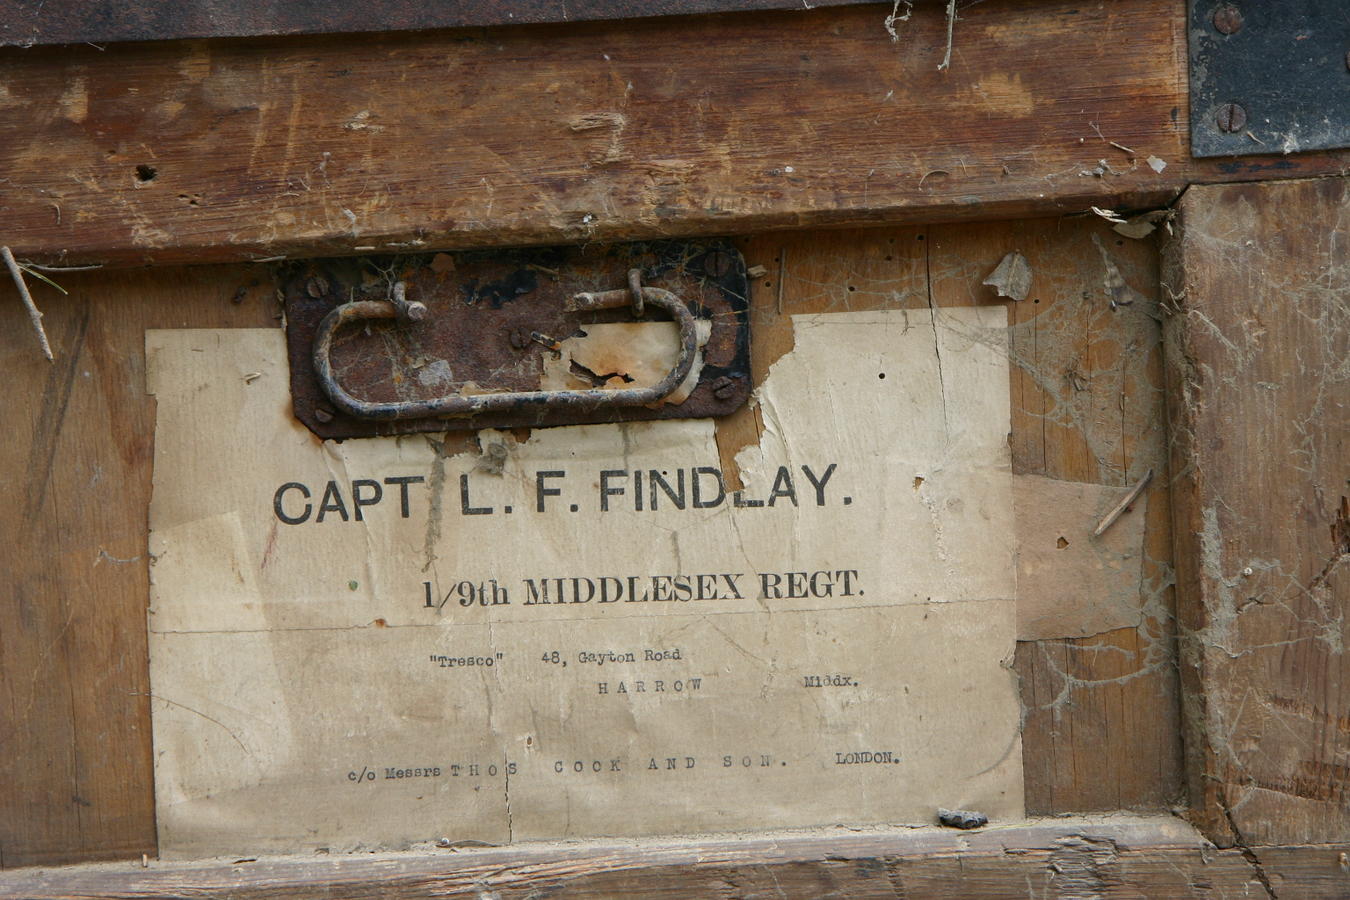 CAPT L. F. FINDLAY.
1/9th MIDDLESEX REGT.
"Tresco" 48, Gayton Road
HARROW Middx.
c/o Messrs THOS COOK AND SON. LONDON.